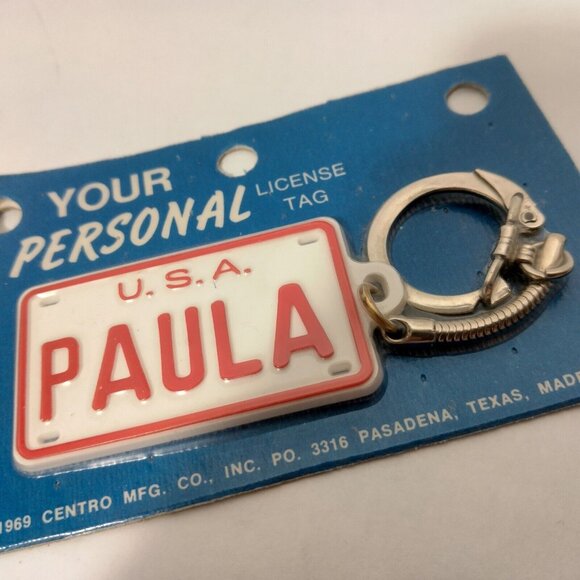 YOUR
PERSONAL
LICENSE
TAG
U.S.A.
PAULA
1969 CENTRO MFG. CO., INC. PO. 3316 PASADENA, TEXAS, MADE